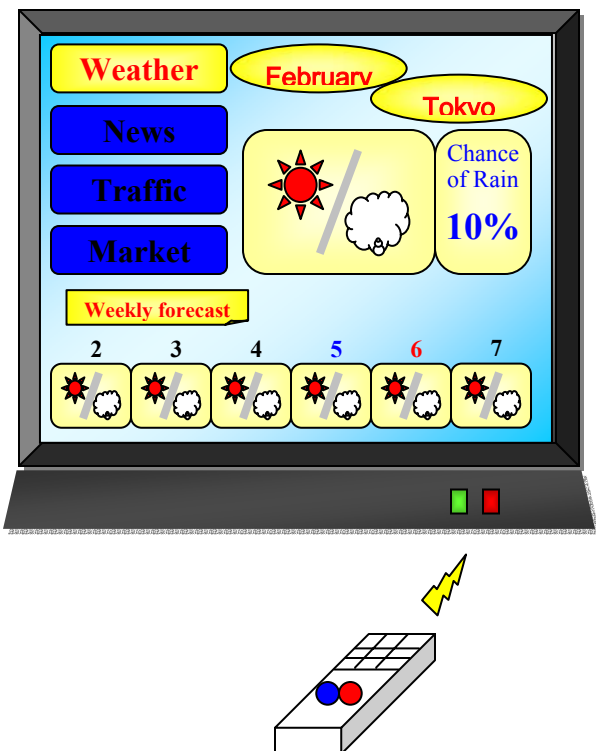 Weather
February
Tokyo
News
Traffic
Market
Chance
of Rain
10%
Weekly forecast
2 3 4 5 6 7